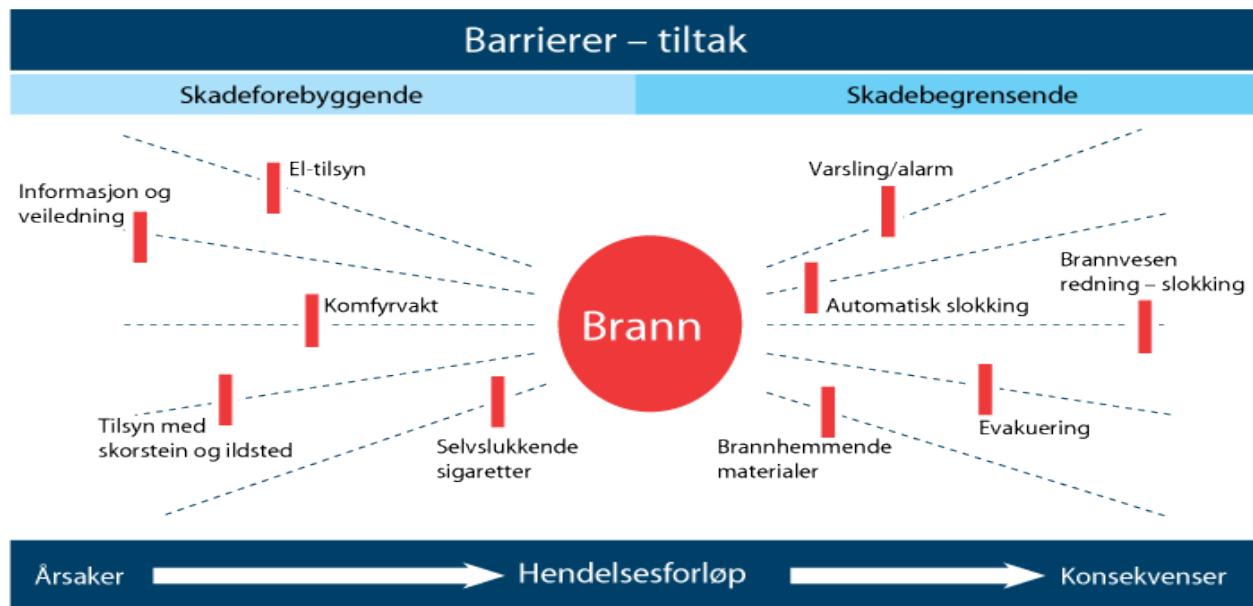 Barrierer – tiltak
Skadeforebyggende
Skadebegrensende
El-tilsyn
Informasjon og
veiledning
Komfyrvakt
Tilsyn med
skorstein og ildsted
Selvslukkende
sigaretter
Brann
Varsling/alarm
Brannvesen
redning – slokking
Automatisk slokking
Evakuering
Brannhemmende
materialer
Årsaker
Hendelsesforløp
Konsekvenser